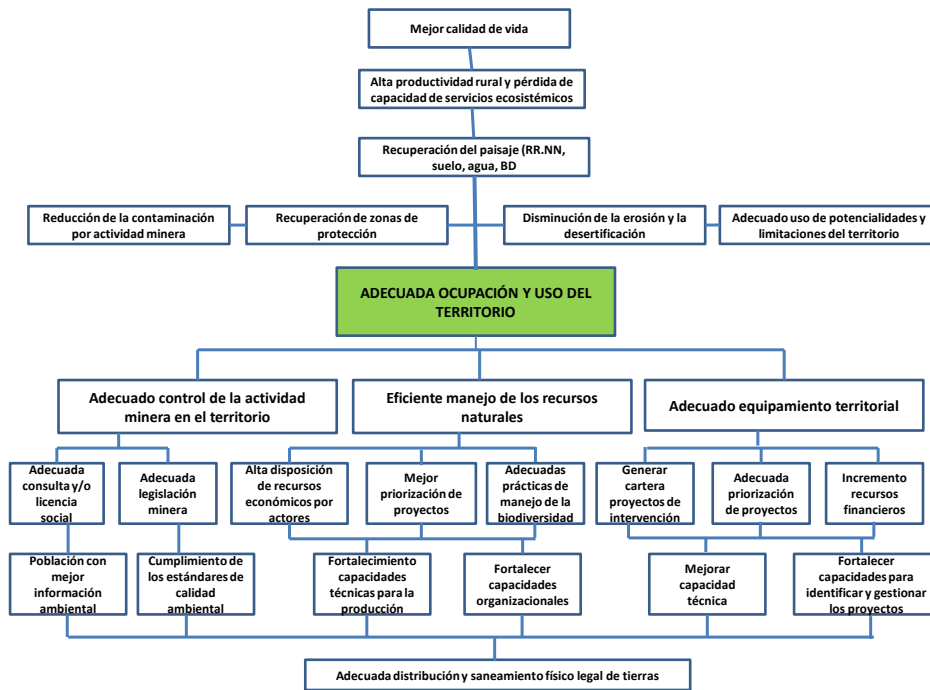 Mejor calidad de vida
Alta productividad rural y pérdida de
capacidad de servicios ecosistémicos
Recuperación del paisaje (RR.NN,
suelo, agua, BD
Reducción de la contaminación
por actividad minera
Recuperación de zonas de
protección
Disminución de la erosión y la
desertificación
Adecuado uso de potencialidades y
limitaciones del territorio
ADECUADA OCUPACIÓN Y USO DEL
TERRITORIO
Adecuado control de la actividad
minera en el territorio
Eficiente manejo de los recursos
naturales
Adecuado equipamiento territorial
Adecuada
consulta y/o
licencia
social
Adecuada
legislación
minera
Alta disposición
de recursos
económicos por
actores
Mejor
priorización de
proyectos
Adecuadas
prácticas de
manejo de la
biodiversidad
Generar
cartera
proyectos de
intervención
Adecuada
priorización
de proyectos
Incremento
recursos
financieros
Población con
mejor
información
ambiental
Cumplimiento de
los estándares de
calidad
ambiental
Fortalecimiento
capacidades
técnicas para la
producción
Fortalecer
capacidades
organizacionales
Mejorar
capacidad
técnica
Fortalecer
capacidades para
identificar y gestionar
los proyectos
Adecuada distribución y saneamiento físico legal de tierras